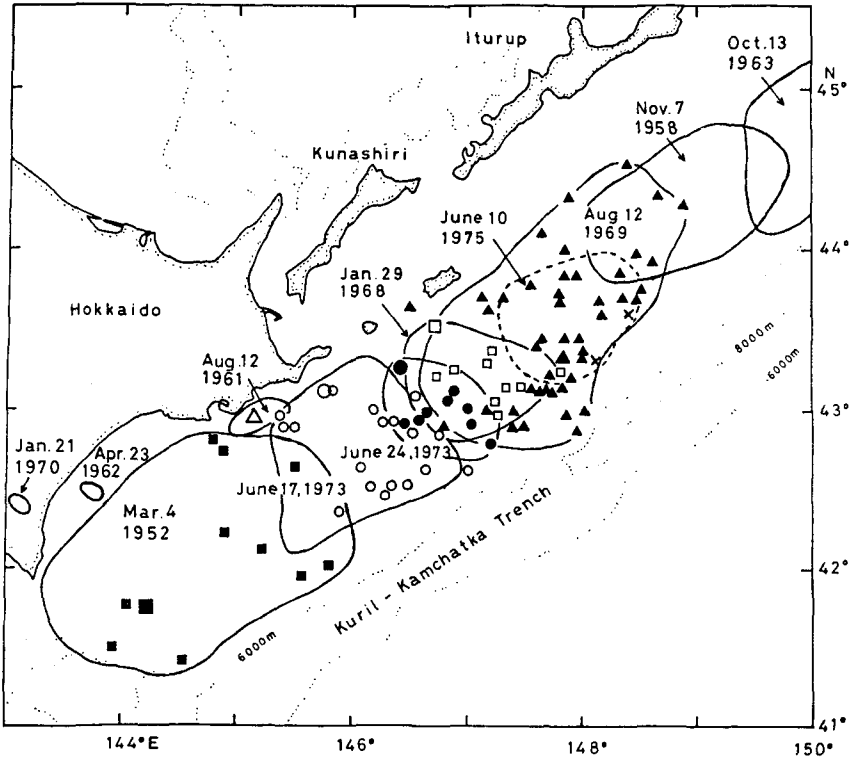 Iturup
Oct.13
1963
N
45°
Nov.7
1958
Kunashiri
June 10
1975
Aug 12
1969
44°
Jan.29
1968
Hokkaido
8000m
6000m
Aug.12
1961
43°
Jan.21
1970
Apr.23
1962
June 24,1973
June 17,1973
Mar.4
1952
Kuril - Kamchatka Trench
42°
6000m
41°
144°E
146°
148°
150°